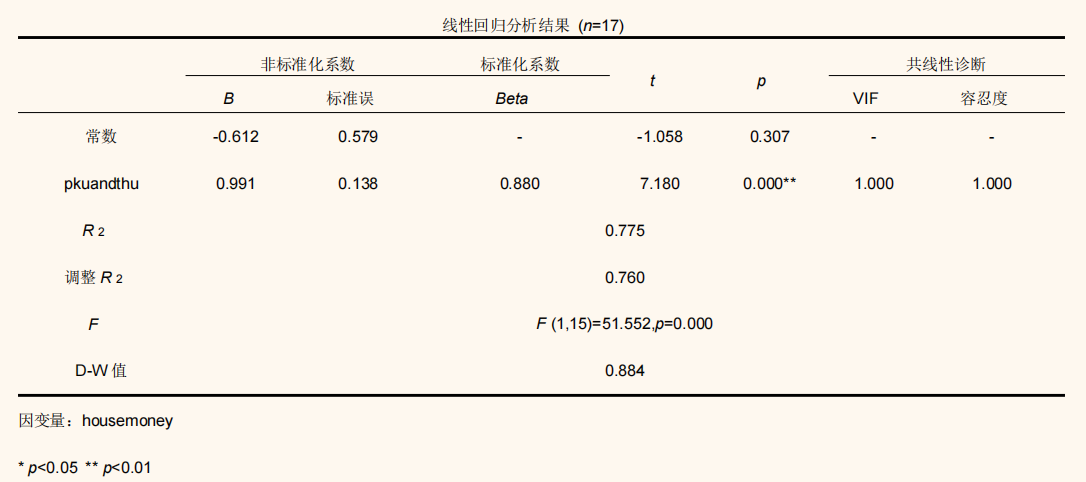 线性回归分析结果 (n=17)
非标准化系数 标准化系数 t p 共线性诊断
B 标准误 Beta VIF 容忍度
常数 -0.612 0.579 - -1.058 0.307 - -
pkuandthu 0.991 0.138 0.880 7.180 0.000** 1.000 1.000
R 2 0.775
调整 R 2 0.760
F F (1,15)=51.552,p=0.000
D-W 值 0.884
因变量：housemoney
* p<0.05 ** p<0.01